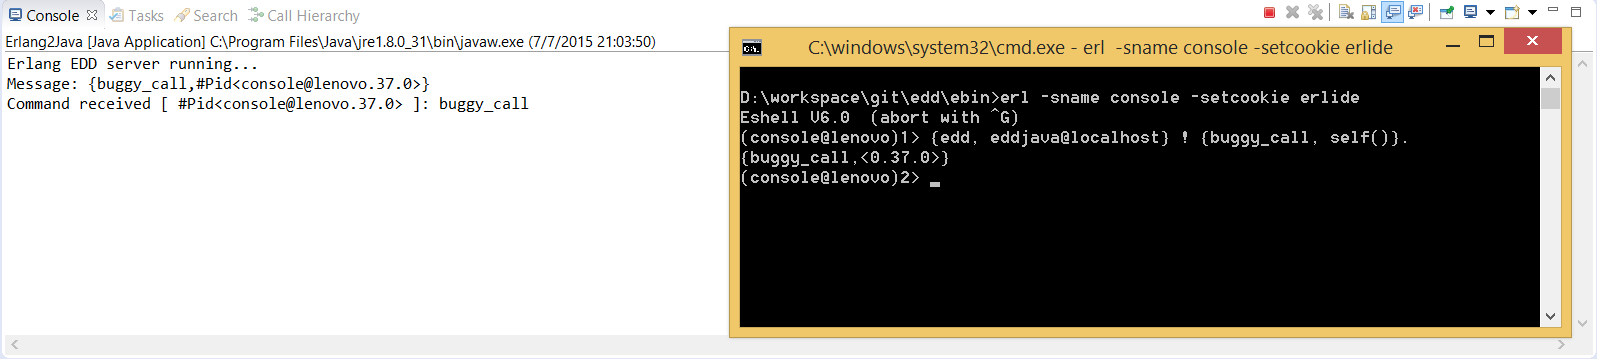 Console Tasks Search Call Hierarchy
Erlang2Java [Java Application] C:\Program Files\Java\jre1.8.0_31\bin\javaw.exe (7/7/2015 21:03:50)
Erlang EDD server running...
Message: {buggy_call,#Pid<console@lenovo.37.0>}
Command received [ #Pid<console@lenovo.37.0> ]: buggy_call
C:\windows\system32\cmd.exe - erl  -sname console -setcookie erlide
D:\workspace\git\edd\ebin>erl -sname console -setcookie erlide
Eshell V6.0  (abort with ^G)
(console@lenovo)1> {edd, eddjava@localhost} ! {buggy_call, self()}.
{buggy_call,<0.37.0>}
(console@lenovo)2>